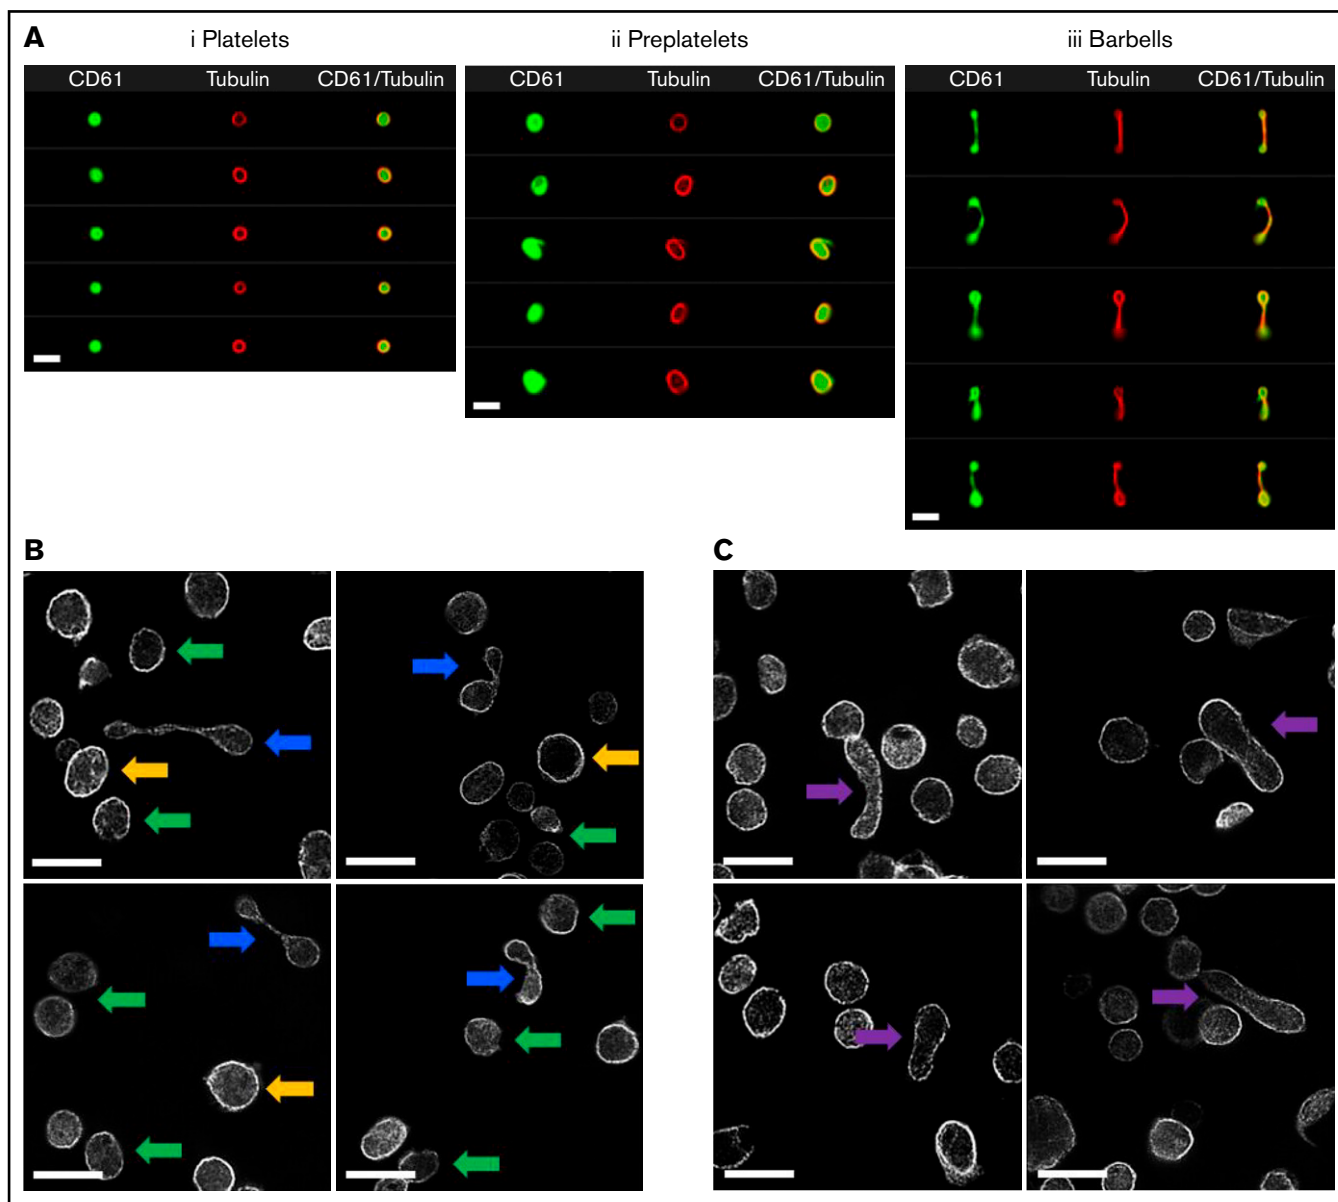 A
i Platelets
ii Preplatelets
iii Barbells
CD61 Tubulin CD61/Tubulin
CD61 Tubulin CD61/Tubulin
CD61 Tubulin CD61/Tubulin
B
C